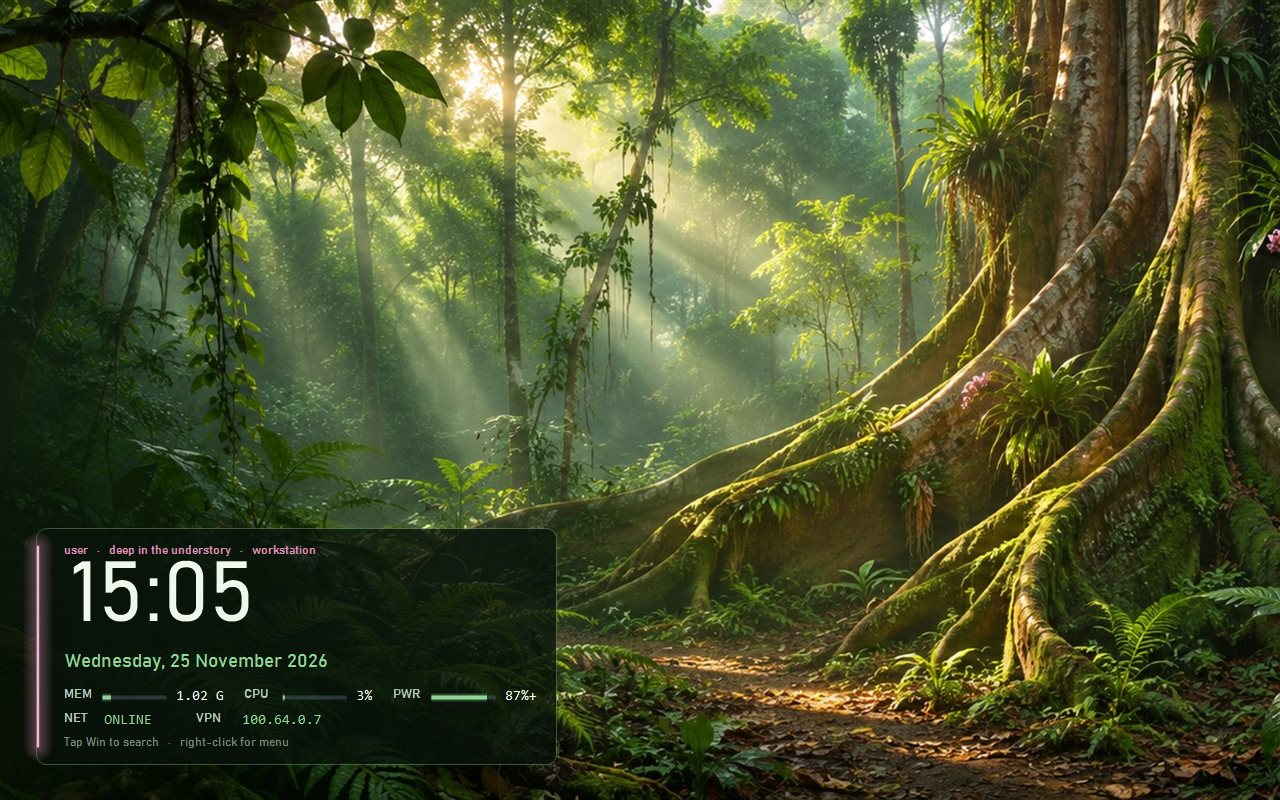 user · deep in the understory · workstation
15:05
Wednesday, 25 November 2026
MEM 1.02 G CPU 3% PWR 87%+
NET ONLINE VPN 100.64.0.7
Tap Win to search · right-click for menu